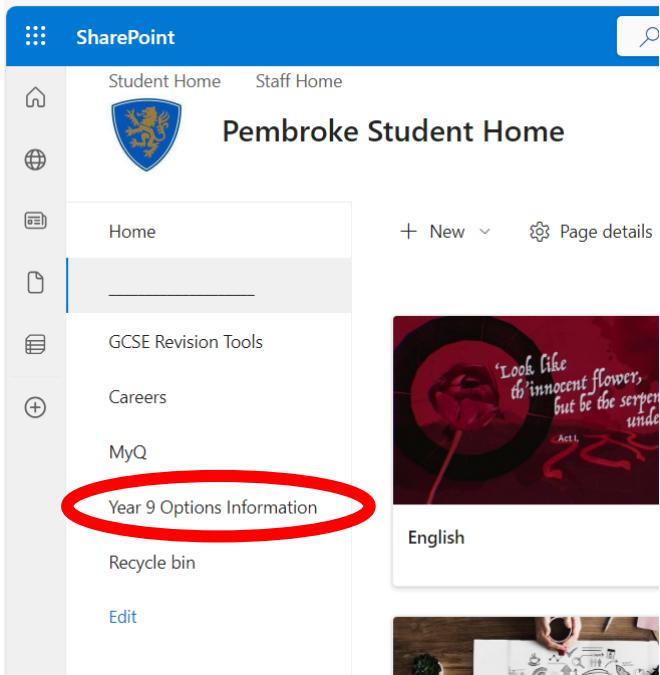 SharePoint
Student Home Staff Home
Pembroke Student Home
Home
____________________
+ New
Page details
GCSE Revision Tools
Careers
MyQ
Year 9 Options Information
Recycle bin
Edit
'Look like
th'innocent flower,
but be the serpen
unde
Act I,
English